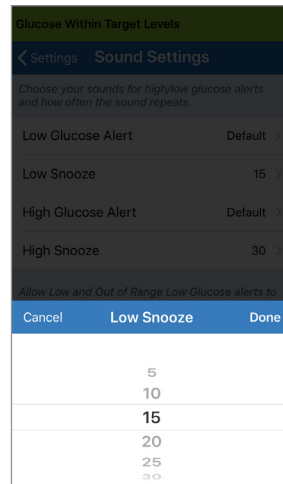 Glucose Within Target Levels
Settings Sound Settings
Choose your sounds for high/low glucose alerts
and how often the sound repeats.
Low Glucose Alert Default
Low Snooze 15
High Glucose Alert Default
High Snooze 30
Allow Low and Out of Range Low Glucose alerts to
Cancel Low Snooze Done
5
10
15
20
25
30